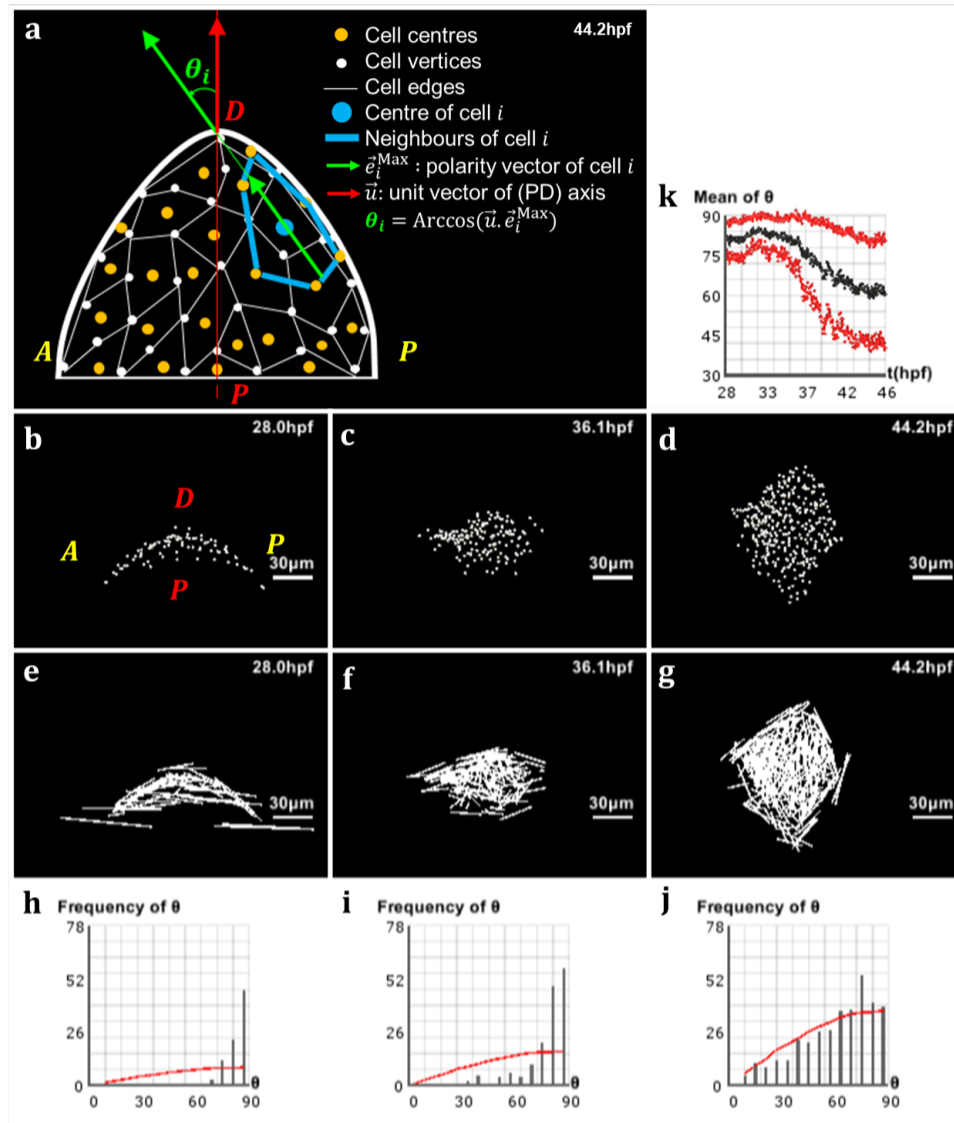 a
44.2hpf
θᵢ
D
A
P
P
Cell centres
Cell vertices
Cell edges
Centre of cell i
Neighbours of cell i
e⃗ᵢᴹᵃˣ : polarity vector of cell i
u⃗: unit vector of (PD) axis
θᵢ = Arccos(u⃗. e⃗ᵢᴹᵃˣ)
k
Mean of θ
90
75
60
45
30
28 33 37 42 46
t(hpf)
b
28.0hpf
D
A
P
P
30µm
c
36.1hpf
30µm
d
44.2hpf
30µm
e
28.0hpf
30µm
f
36.1hpf
30µm
g
44.2hpf
30µm
h
Frequency of θ
78
52
26
0
θ
0 30 60 90
i
Frequency of θ
78
52
26
0
θ
0 30 60 90
j
Frequency of θ
78
52
26
0
θ
0 30 60 90